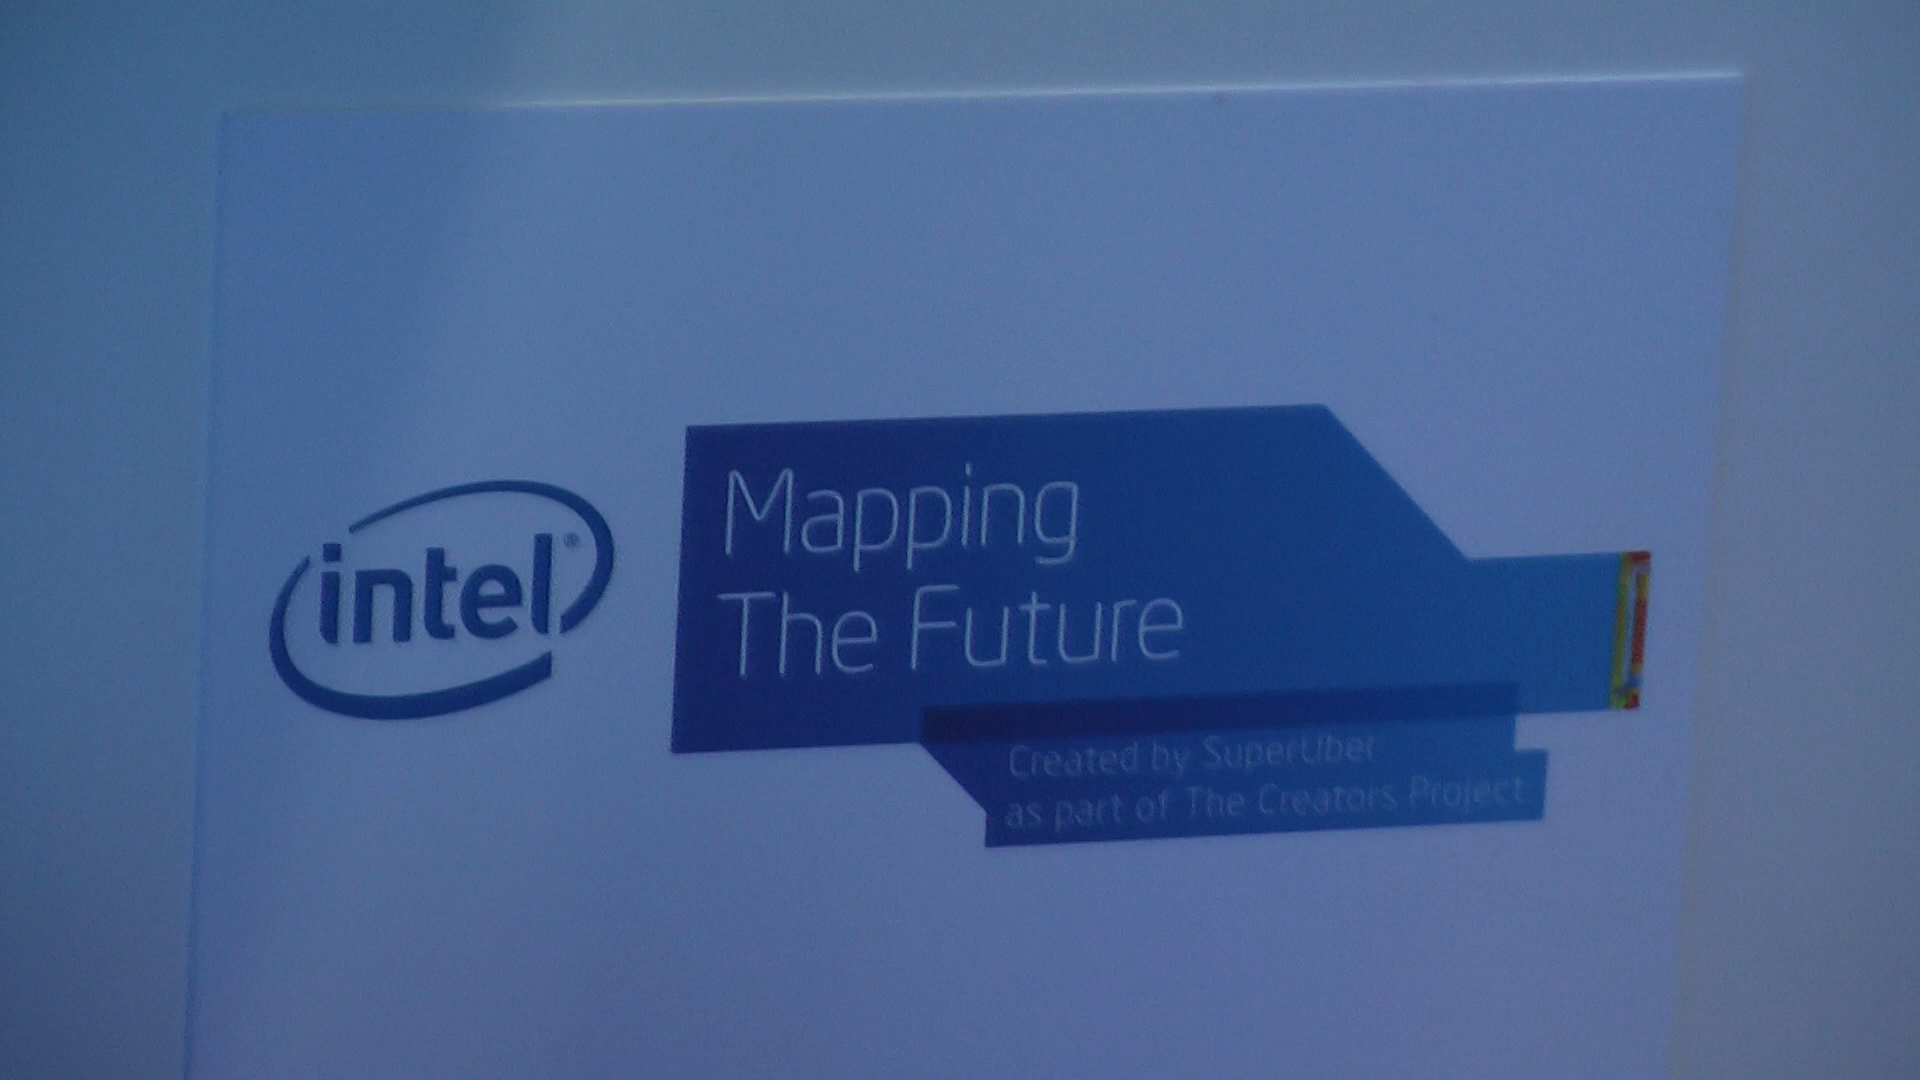 intel®
Mapping
The Future
Created by SuperUber
as part of The Creators Project